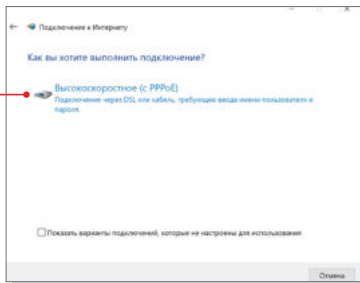 Подключение к Интернету
Как вы хотите выполнить подключение?
Высокоскоростное (с PPPoE)
Подключение через DSL или кабель, требующее ввода имени пользователя и
пароля.
Показать варианты подключений, которые не настроены для использования
Отмена